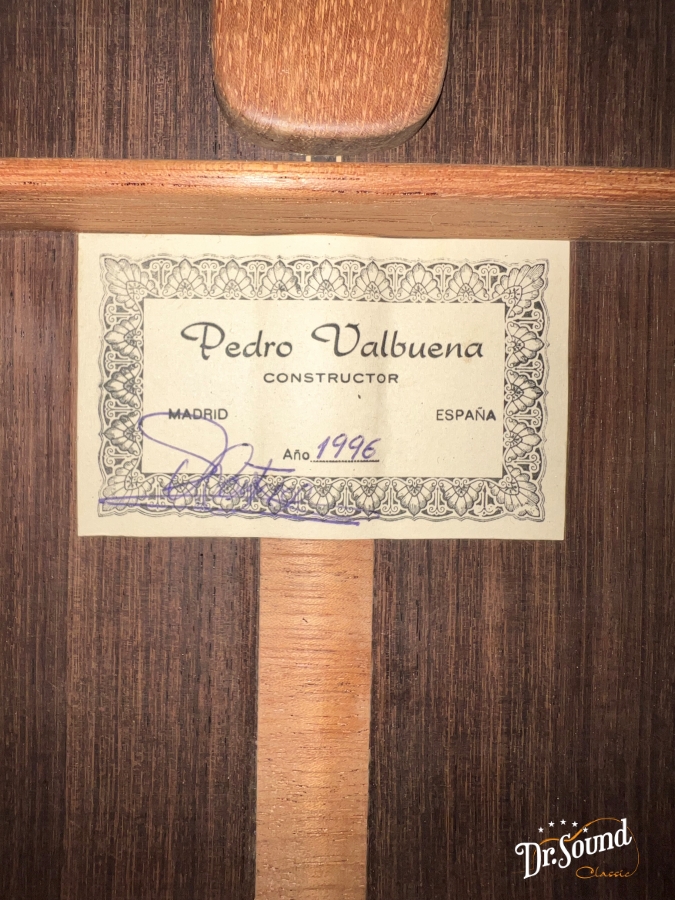 Pedro Valbuena
CONSTRUCTOR
MADRID ESPAÑA
Año 1996
Dr. Sound
Classic